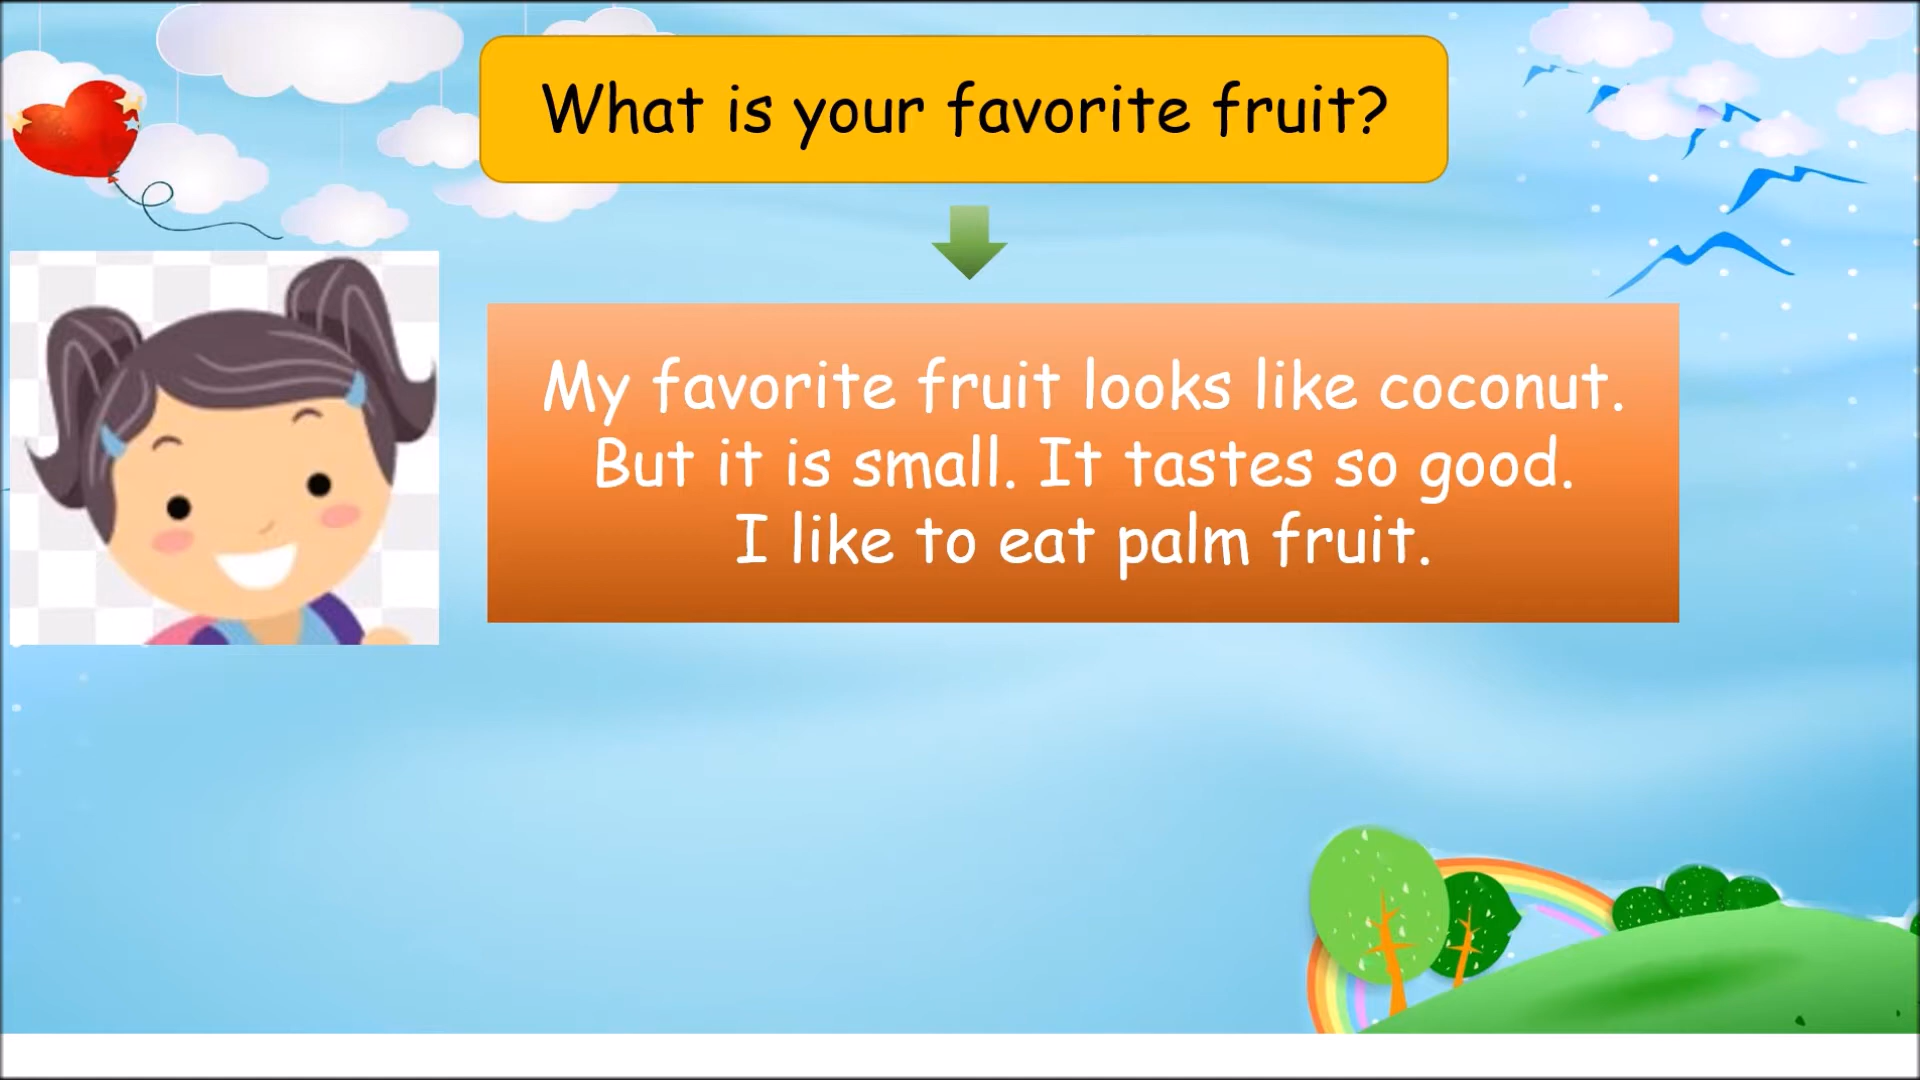 What is your favorite fruit?
My favorite fruit looks like coconut.
But it is small. It tastes so good.
I like to eat palm fruit.